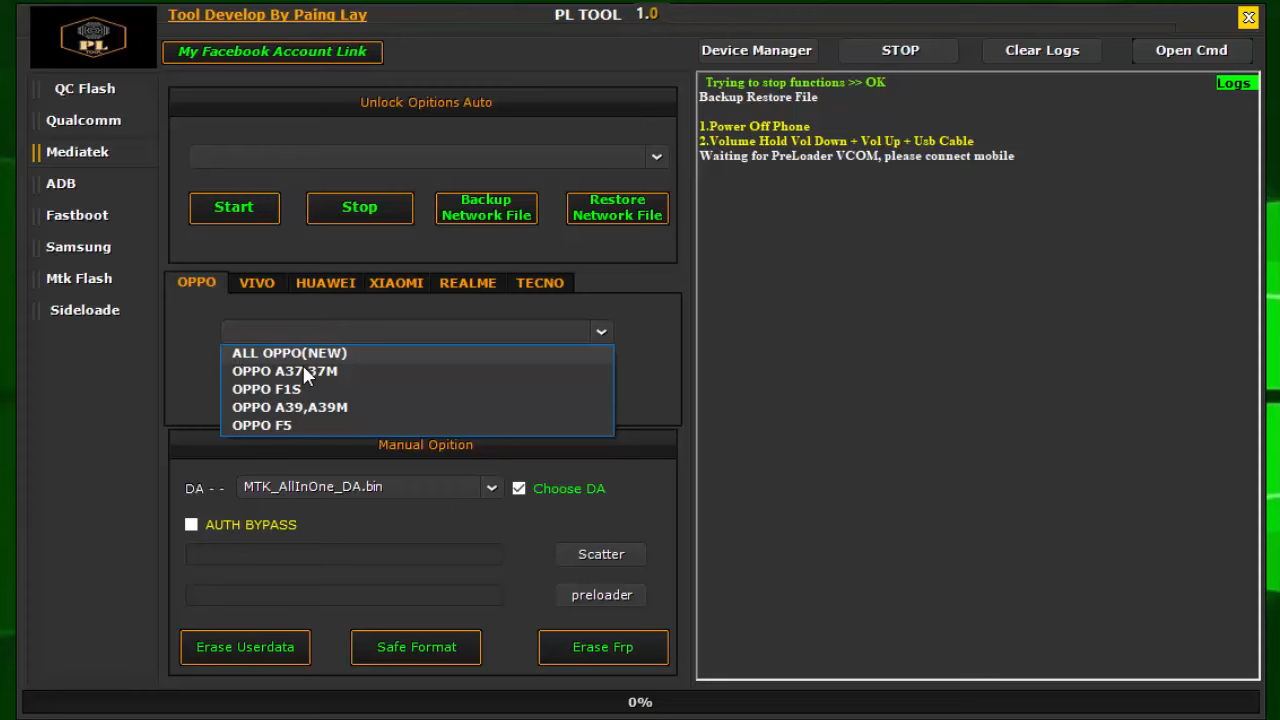 Tool Develop By Paing Lay
PL TOOL 1.0
PL
TOOL
My Facebook Account Link
Device Manager
STOP
Clear Logs
Open Cmd
QC Flash
Qualcomm
Mediatek
ADB
Fastboot
Samsung
Mtk Flash
Sideloade
Unlock Options Auto
Start
Stop
Backup
Network File
Restore
Network File
OPPO
VIVO
HUAWEI
XIAOMI
REALME
TECNO
ALL OPPO(NEW)
OPPO A37,37M
OPPO F1S
OPPO A39,A39M
OPPO F5
Manual Opition
DA - -
MTK_AllInOne_DA.bin
Choose DA
AUTH BYPASS
Scatter
preloader
Erase Userdata
Safe Format
Erase Frp
Trying to stop functions >> OK
Logs
Backup Restore File
1.Power Off Phone
2.Volume Hold Vol Down + Vol Up + Usb Cable
Waiting for PreLoader VCOM, please connect mobile
0%